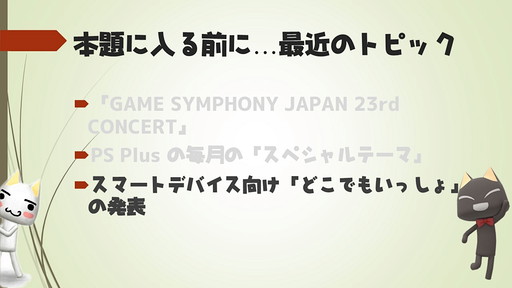 本題に入る前に…最近のトピック
『GAME SYMPHONY JAPAN 23rd
CONCERT』
PS Plus の毎月の『スペシャルテーマ』
スマートデバイス向け『どこでもいっしょ』
の発表